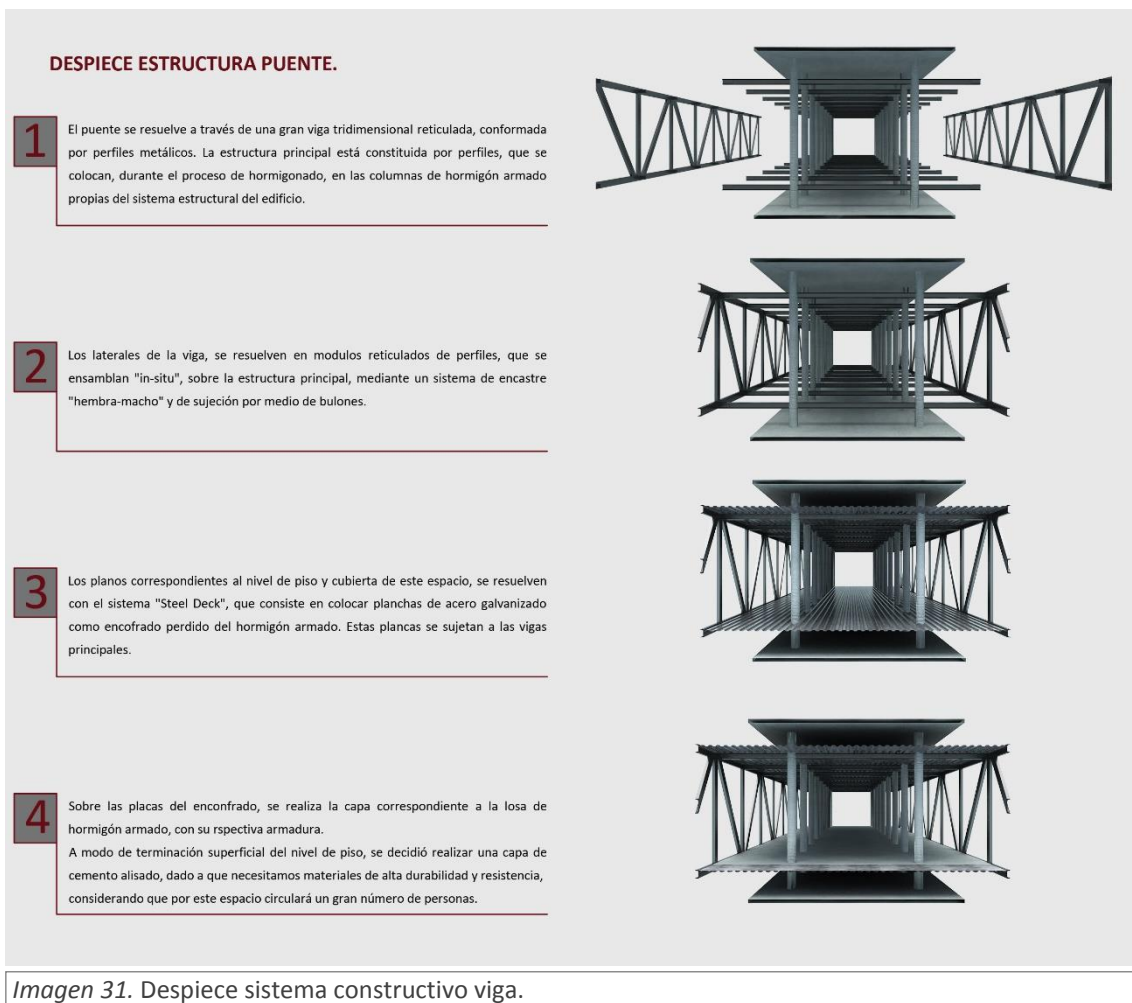 DESPIECE ESTRUCTURA PUENTE.
1
El puente se resuelve a través de una gran viga tridimensional reticulada, conformada
por perfiles metálicos. La estructura principal está constituida por perfiles, que se
colocan, durante el proceso de hormigonado, en las columnas de hormigón armado
propias del sistema estructural del edificio.
2
Los laterales de la viga, se resuelven en modulos reticulados de perfiles, que se
ensamblan "in-situ", sobre la estructura principal, mediante un sistema de encastre
"hembra-macho" y de sujeción por medio de bulones.
3
Los planos correspondientes al nivel de piso y cubierta de este espacio, se resuelven
con el sistema "Steel Deck", que consiste en colocar planchas de acero galvanizado
como encofrado perdido del hormigón armado. Estas plancas se sujetan a las vigas
principales.
4
Sobre las placas del enconfrado, se realiza la capa correspondiente a la losa de
hormigón armado, con su rspectiva armadura.
A modo de terminación superficial del nivel de piso, se decidió realizar una capa de
cemento alisado, dado a que necesitamos materiales de alta durabilidad y resistencia,
considerando que por este espacio circulará un gran número de personas.
Imagen 31. Despiece sistema constructivo viga.